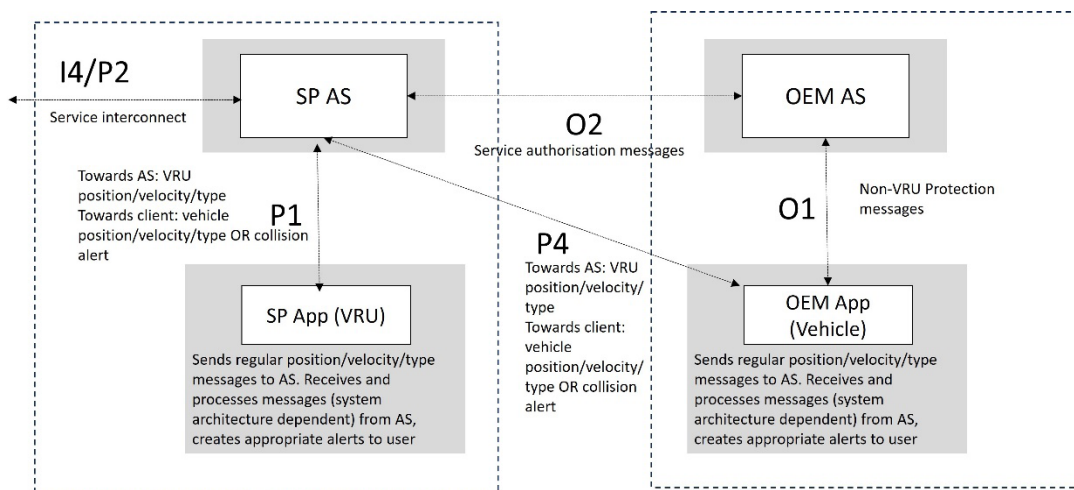 I4/P2
Service interconnect
SP AS
OEM AS
O2
Service authorisation messages
Towards AS: VRU
position/velocity/type
Towards client: vehicle
position/velocity/type OR collision
alert
P1
P4
Towards AS: VRU
position/velocity/
type
Towards client:
vehicle
position/velocity/
type OR collision
alert
O1
Non-VRU Protection
messages
SP App (VRU)
Sends regular position/velocity/type
messages to AS. Receives and
processes messages (system
architecture dependent) from AS,
creates appropriate alerts to user
OEM App
(Vehicle)
Sends regular position/velocity/type
messages to AS. Receives and
processes messages (system
architecture dependent) from AS,
creates appropriate alerts to user